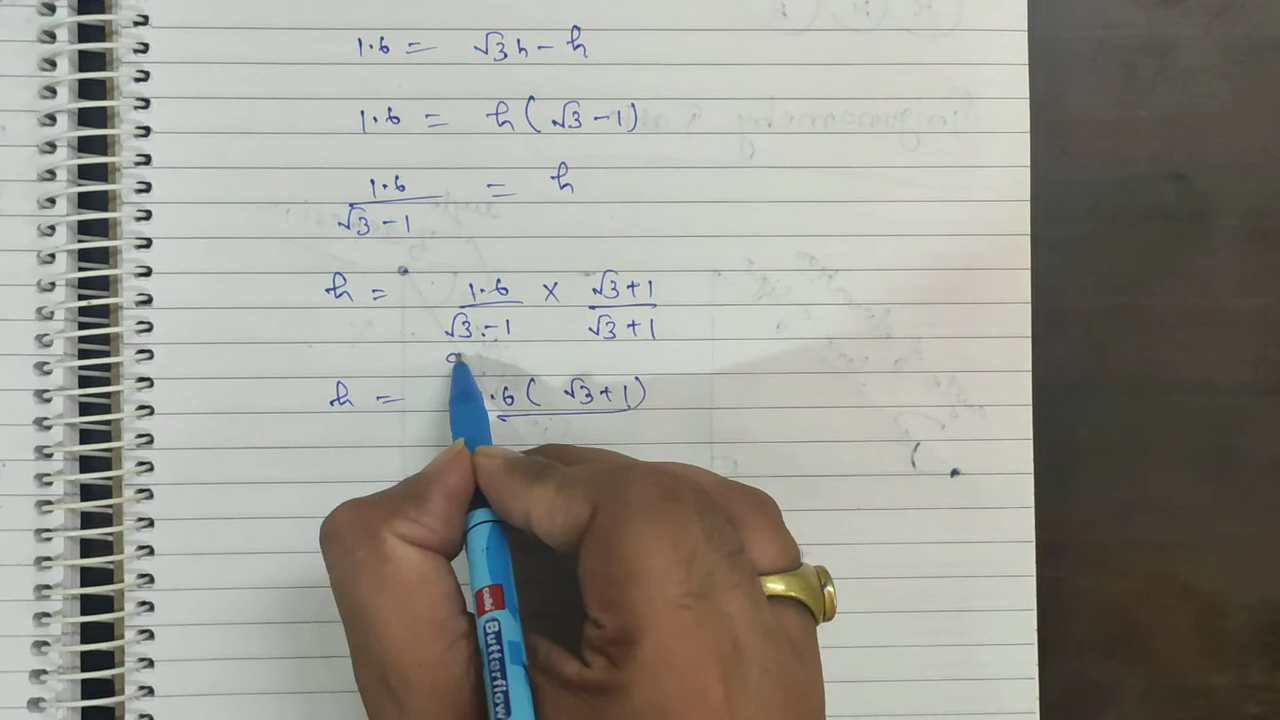 1.6 = √3h - h
1.6 = h(√3 - 1)
1.6
√3 - 1
= h
h = 1.6 × √3+1
√3 - 1 √3+1
a
h = .6 ( √3+1)
cello
Butterflow